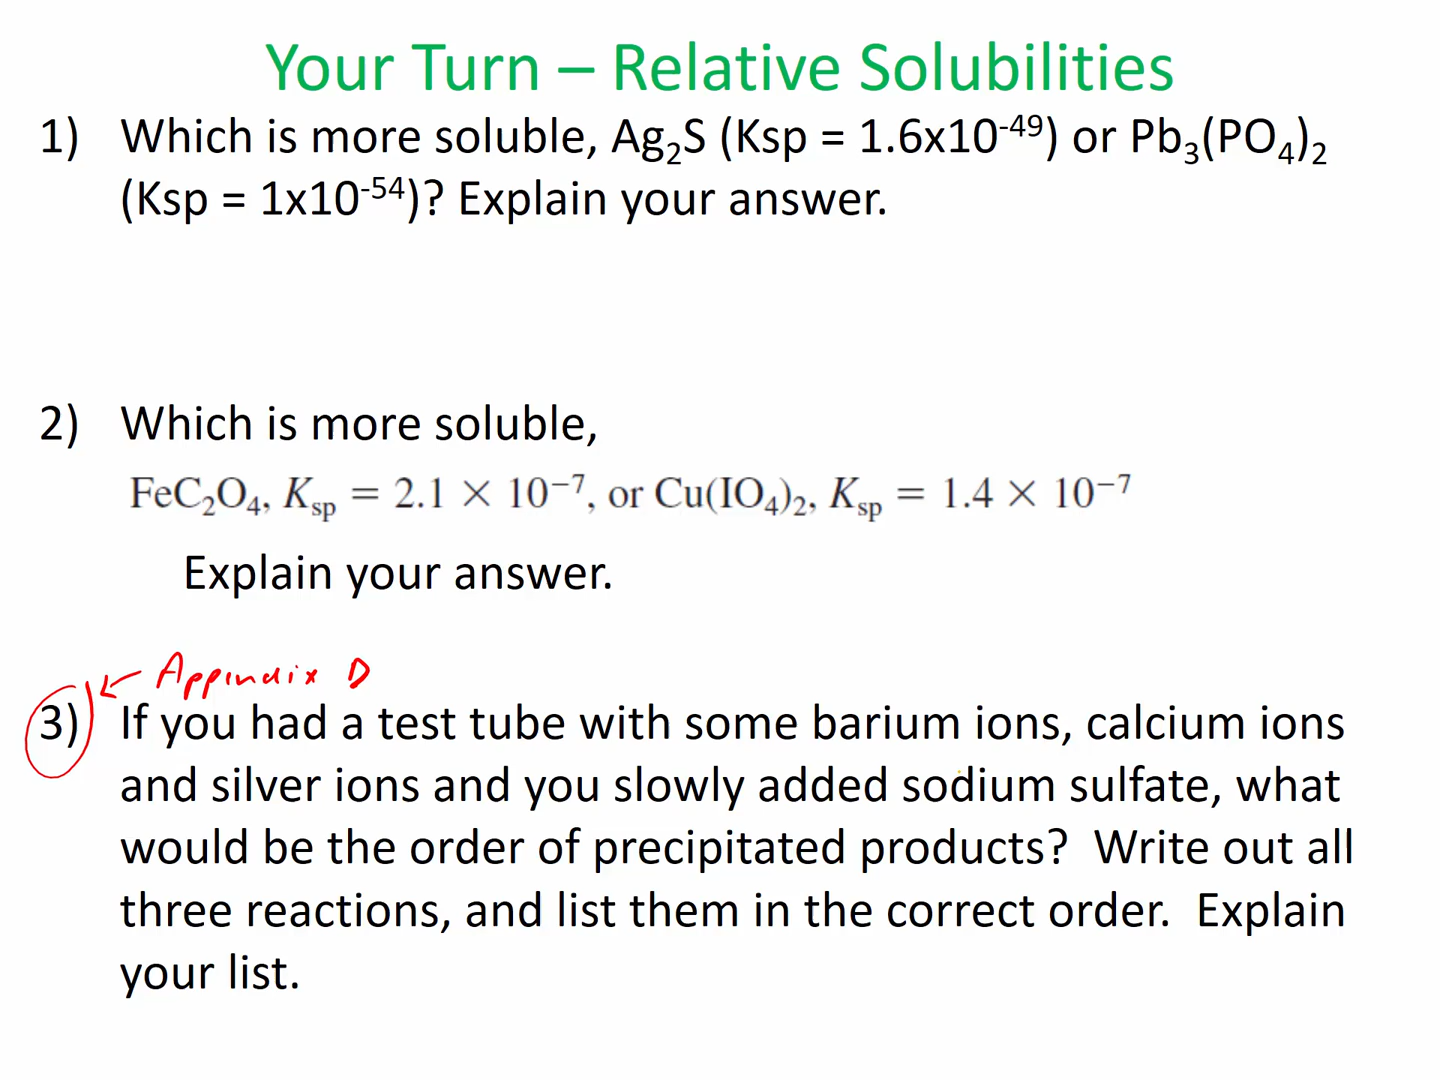 Your Turn – Relative Solubilities
1) Which is more soluble, Ag₂S (Ksp = 1.6x10⁻⁴⁹) or Pb₃(PO₄)₂
(Ksp = 1x10⁻⁵⁴)? Explain your answer.
2) Which is more soluble,
FeC₂O₄, Kₛₚ = 2.1 × 10⁻⁷, or Cu(IO₄)₂, Kₛₚ = 1.4 × 10⁻⁷
Explain your answer.
Appendix D
3) If you had a test tube with some barium ions, calcium ions
and silver ions and you slowly added sodium sulfate, what
would be the order of precipitated products? Write out all
three reactions, and list them in the correct order. Explain
your list.